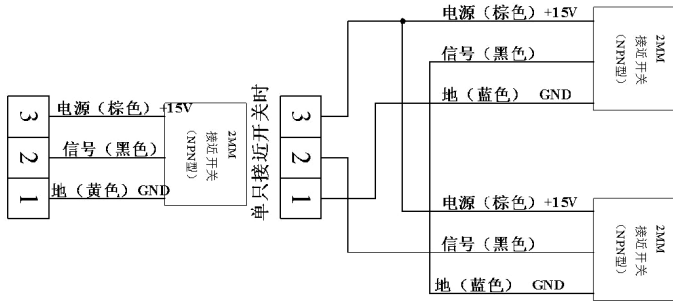 3
电源（棕色）+15V
2
信号（黑色）
1
地（黄色）GND
2MM
接近开关
（NPN型）
单只接近开关时
3
2
1
电源（棕色）+15V
信号（黑色）
地（蓝色） GND
2MM
接近开关
（NPN型）
电源（棕色）+15V
信号（黑色）
地（蓝色） GND
2MM
接近开关
（NPN型）